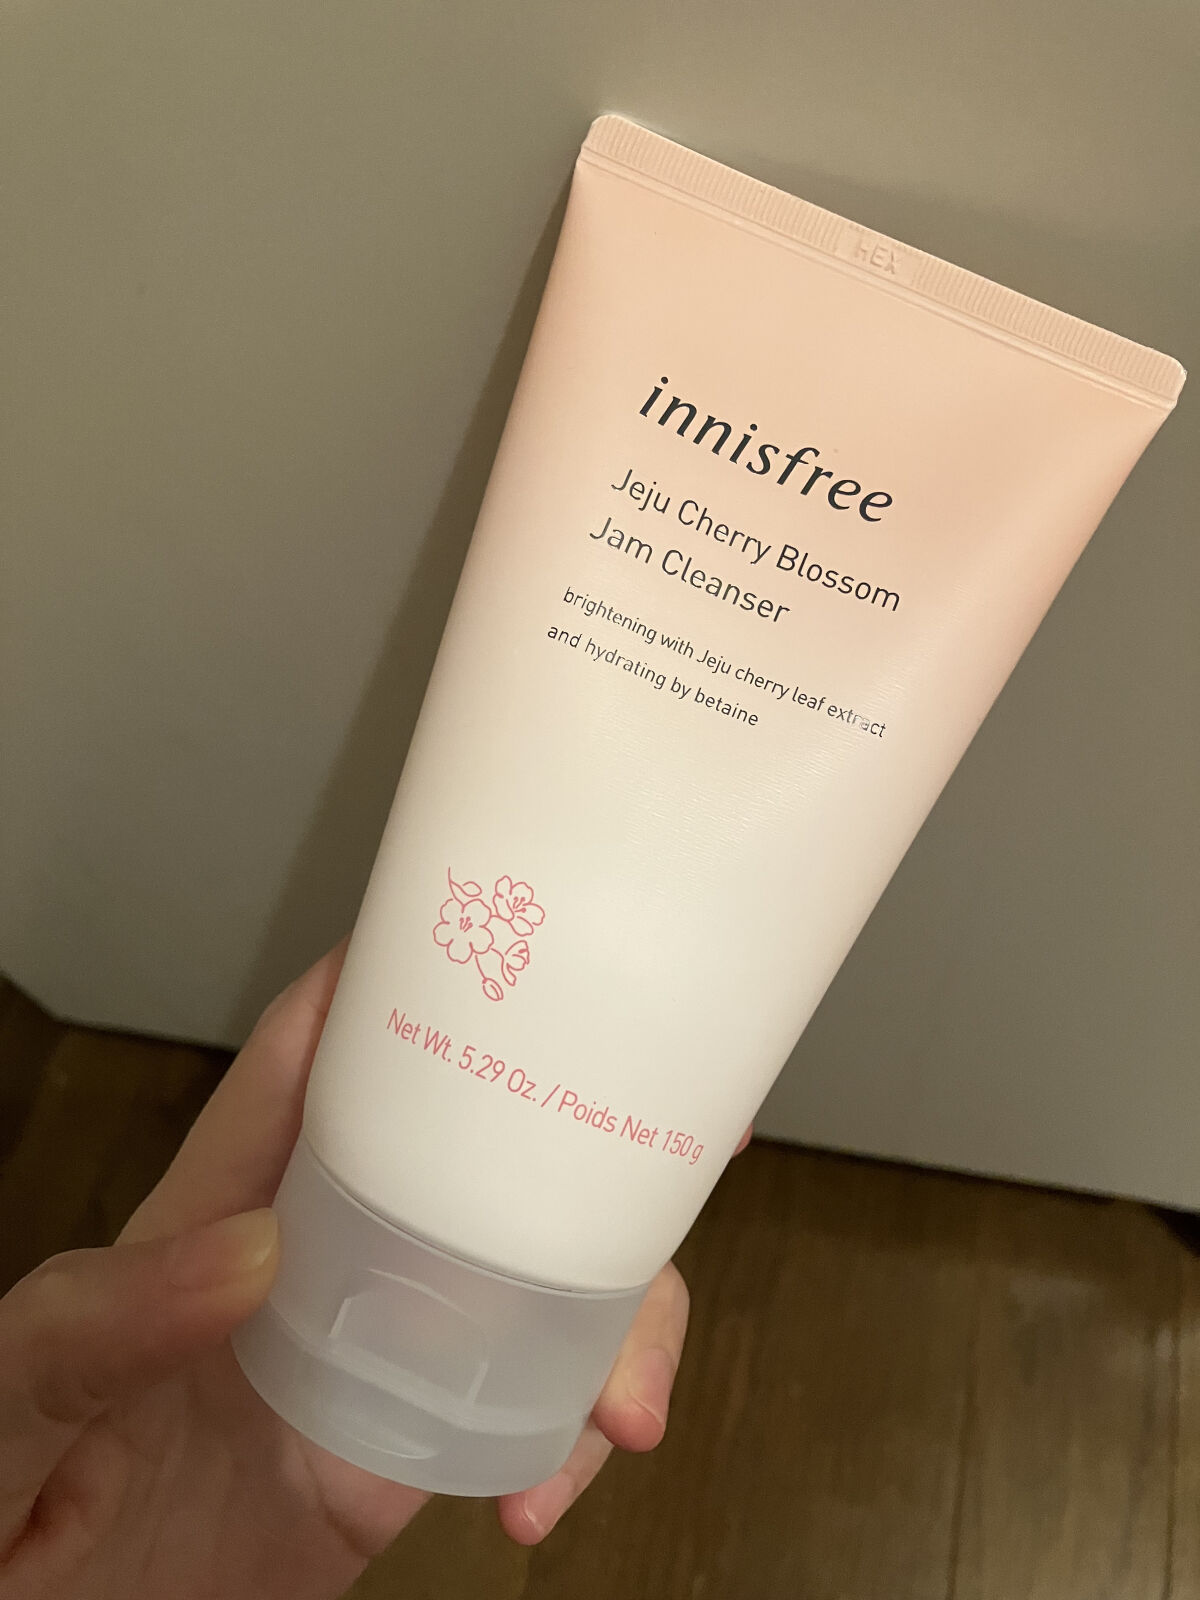 HEX
innisfree
Jeju Cherry Blossom
Jam Cleanser
brightening with Jeju cherry leaf extract
and hydrating by betaine
Net Wt. 5.29 Oz. / Poids Net 150 g